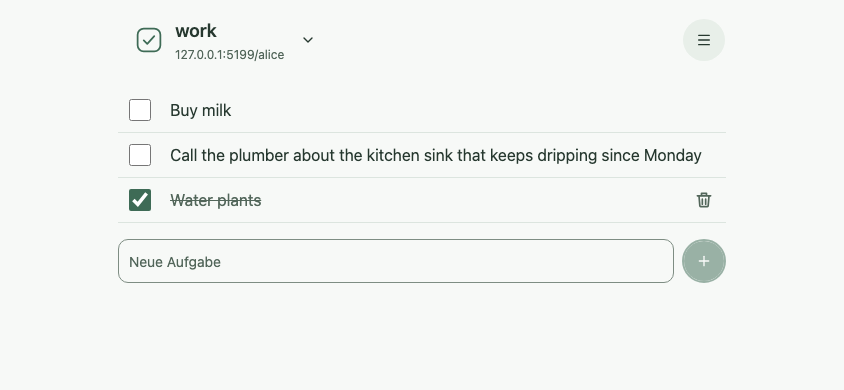 work
127.0.0.1:5199/alice
Buy milk
Call the plumber about the kitchen sink that keeps dripping since Monday
Water plants
Neue Aufgabe